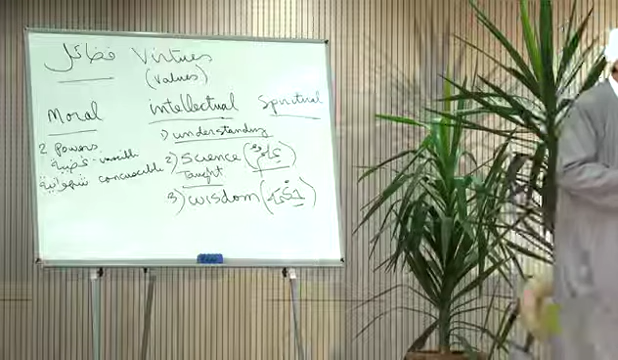 فضائل Virtues
(Values)
Moral intellectual Spiritual
2 Powers
غضبية irascible
شهوانية concupiscible
1) understanding
2) Science (علم)
Taught
3) wisdom (حكمة)